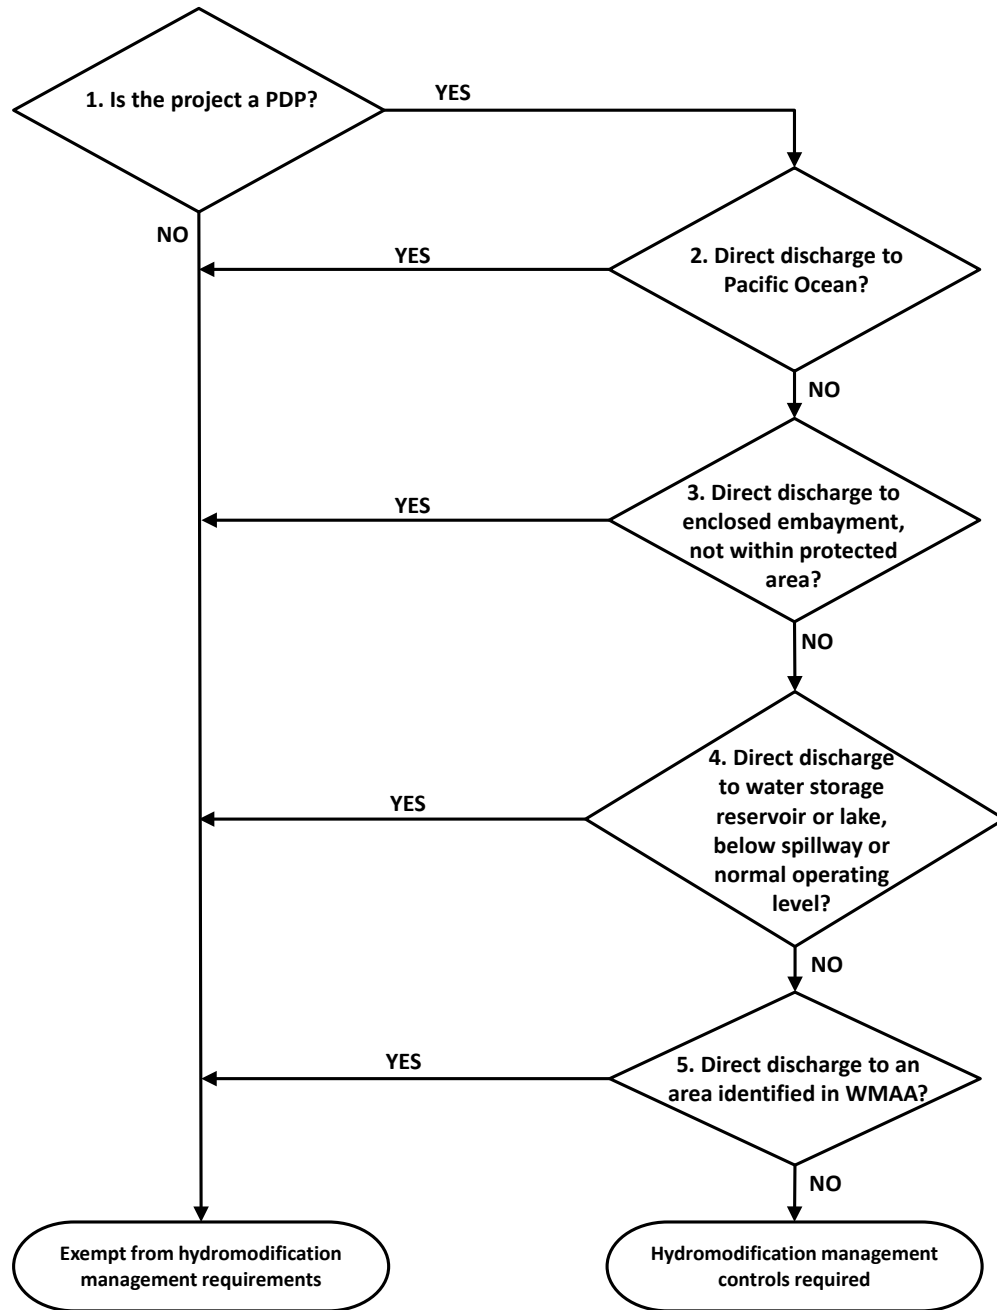 1. Is the project a PDP?
YES
NO
YES
2. Direct discharge to
Pacific Ocean?
NO
YES
3. Direct discharge to
enclosed embayment,
not within protected
area?
NO
YES
4. Direct discharge
to water storage
reservoir or lake,
below spillway or
normal operating
level?
NO
YES
5. Direct discharge to an
area identified in WMAA?
NO
Exempt from hydromodification
management requirements
Hydromodification management
controls required